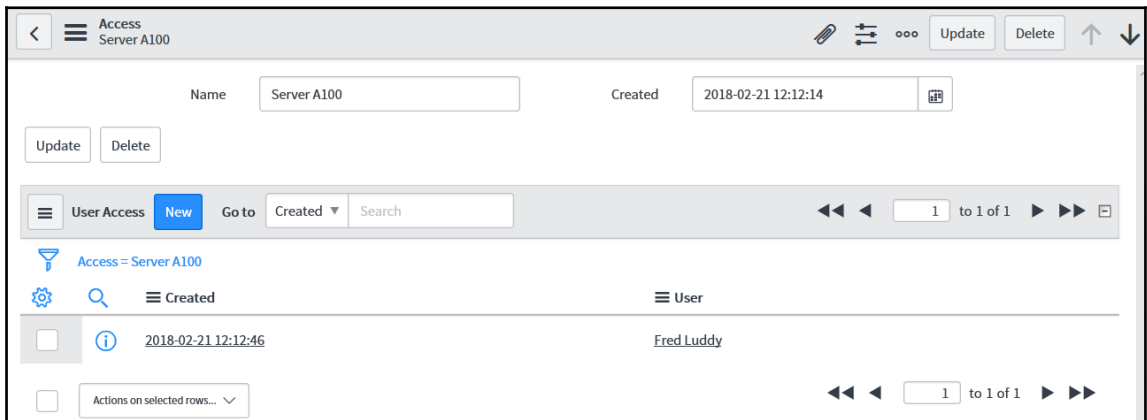 Access
Server A100
Update Delete
Name Server A100 Created 2018-02-21 12:12:14
Update Delete
User Access New Go to Created Search 1 to 1 of 1
Access = Server A100
Created User
2018-02-21 12:12:46 Fred Luddy
Actions on selected rows... 1 to 1 of 1